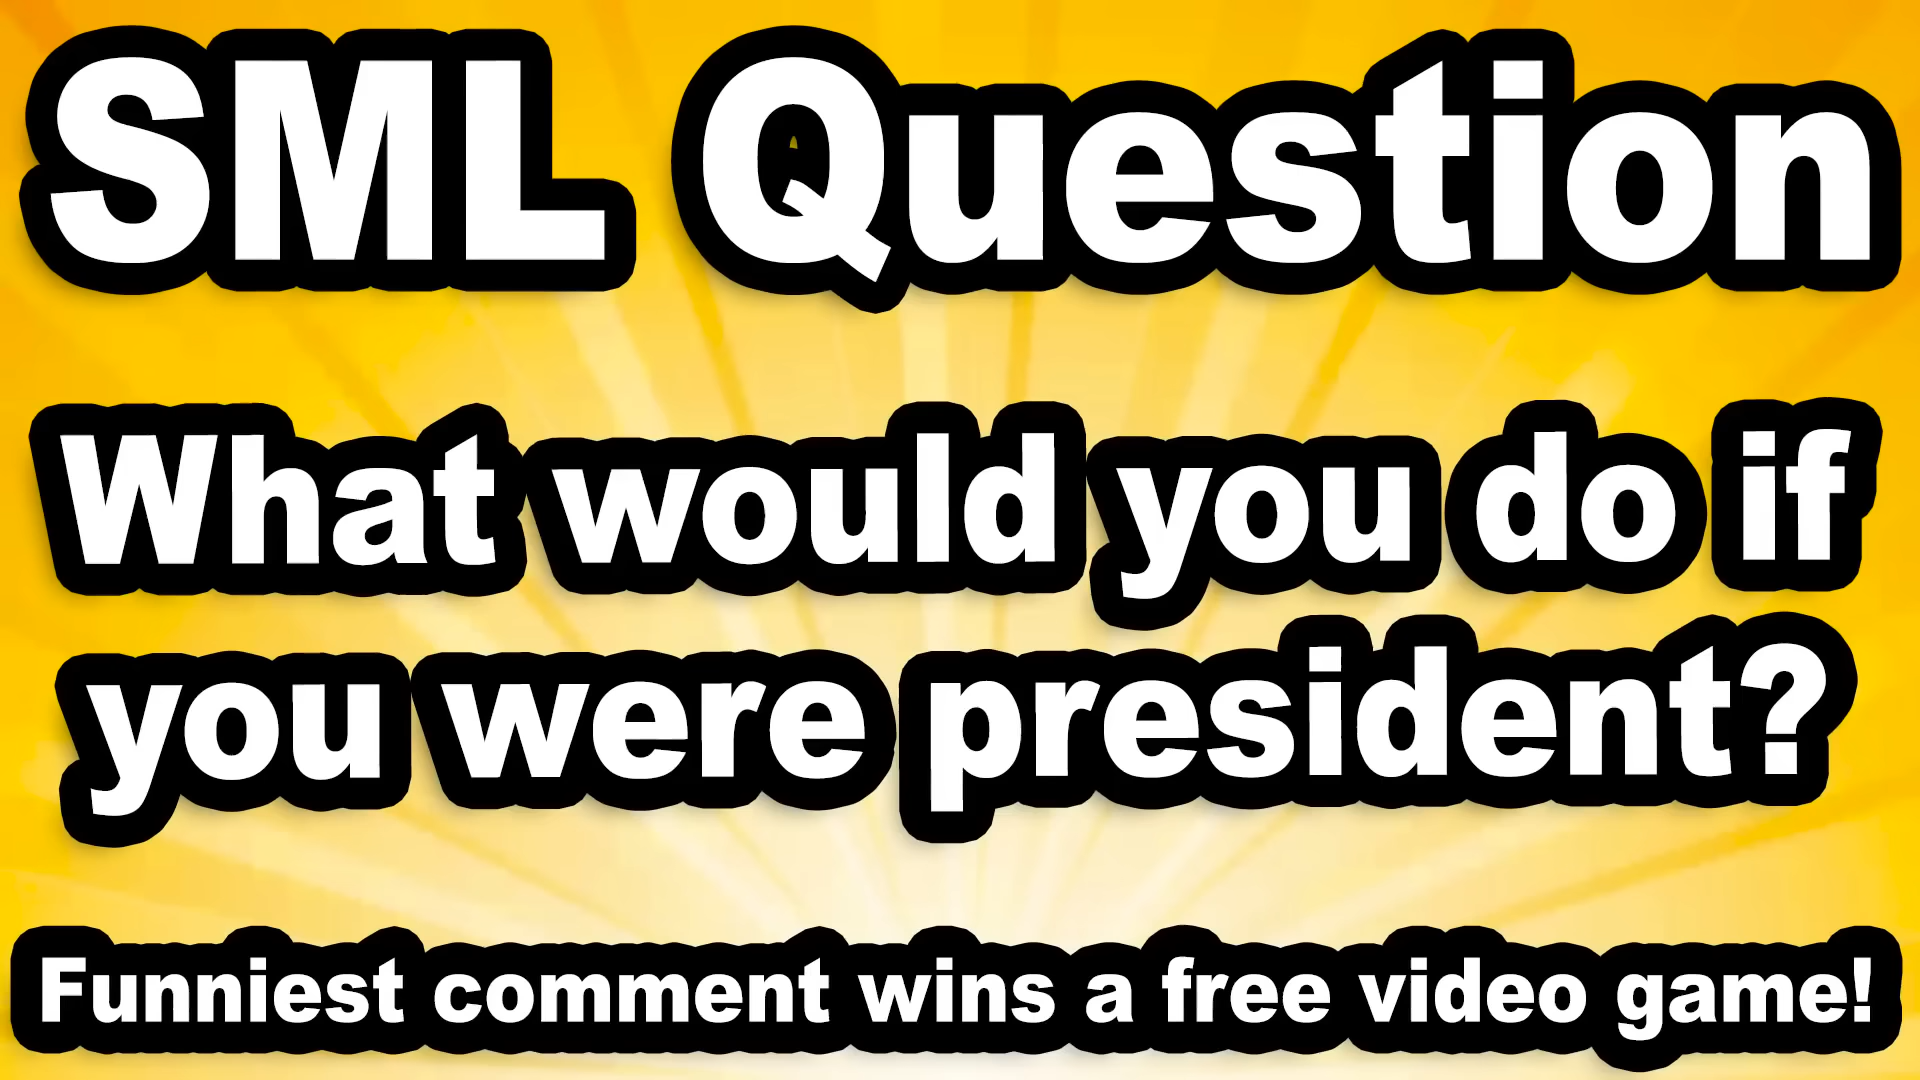 SML Question
What would you do if
you were president?
Funniest comment wins a free video game!